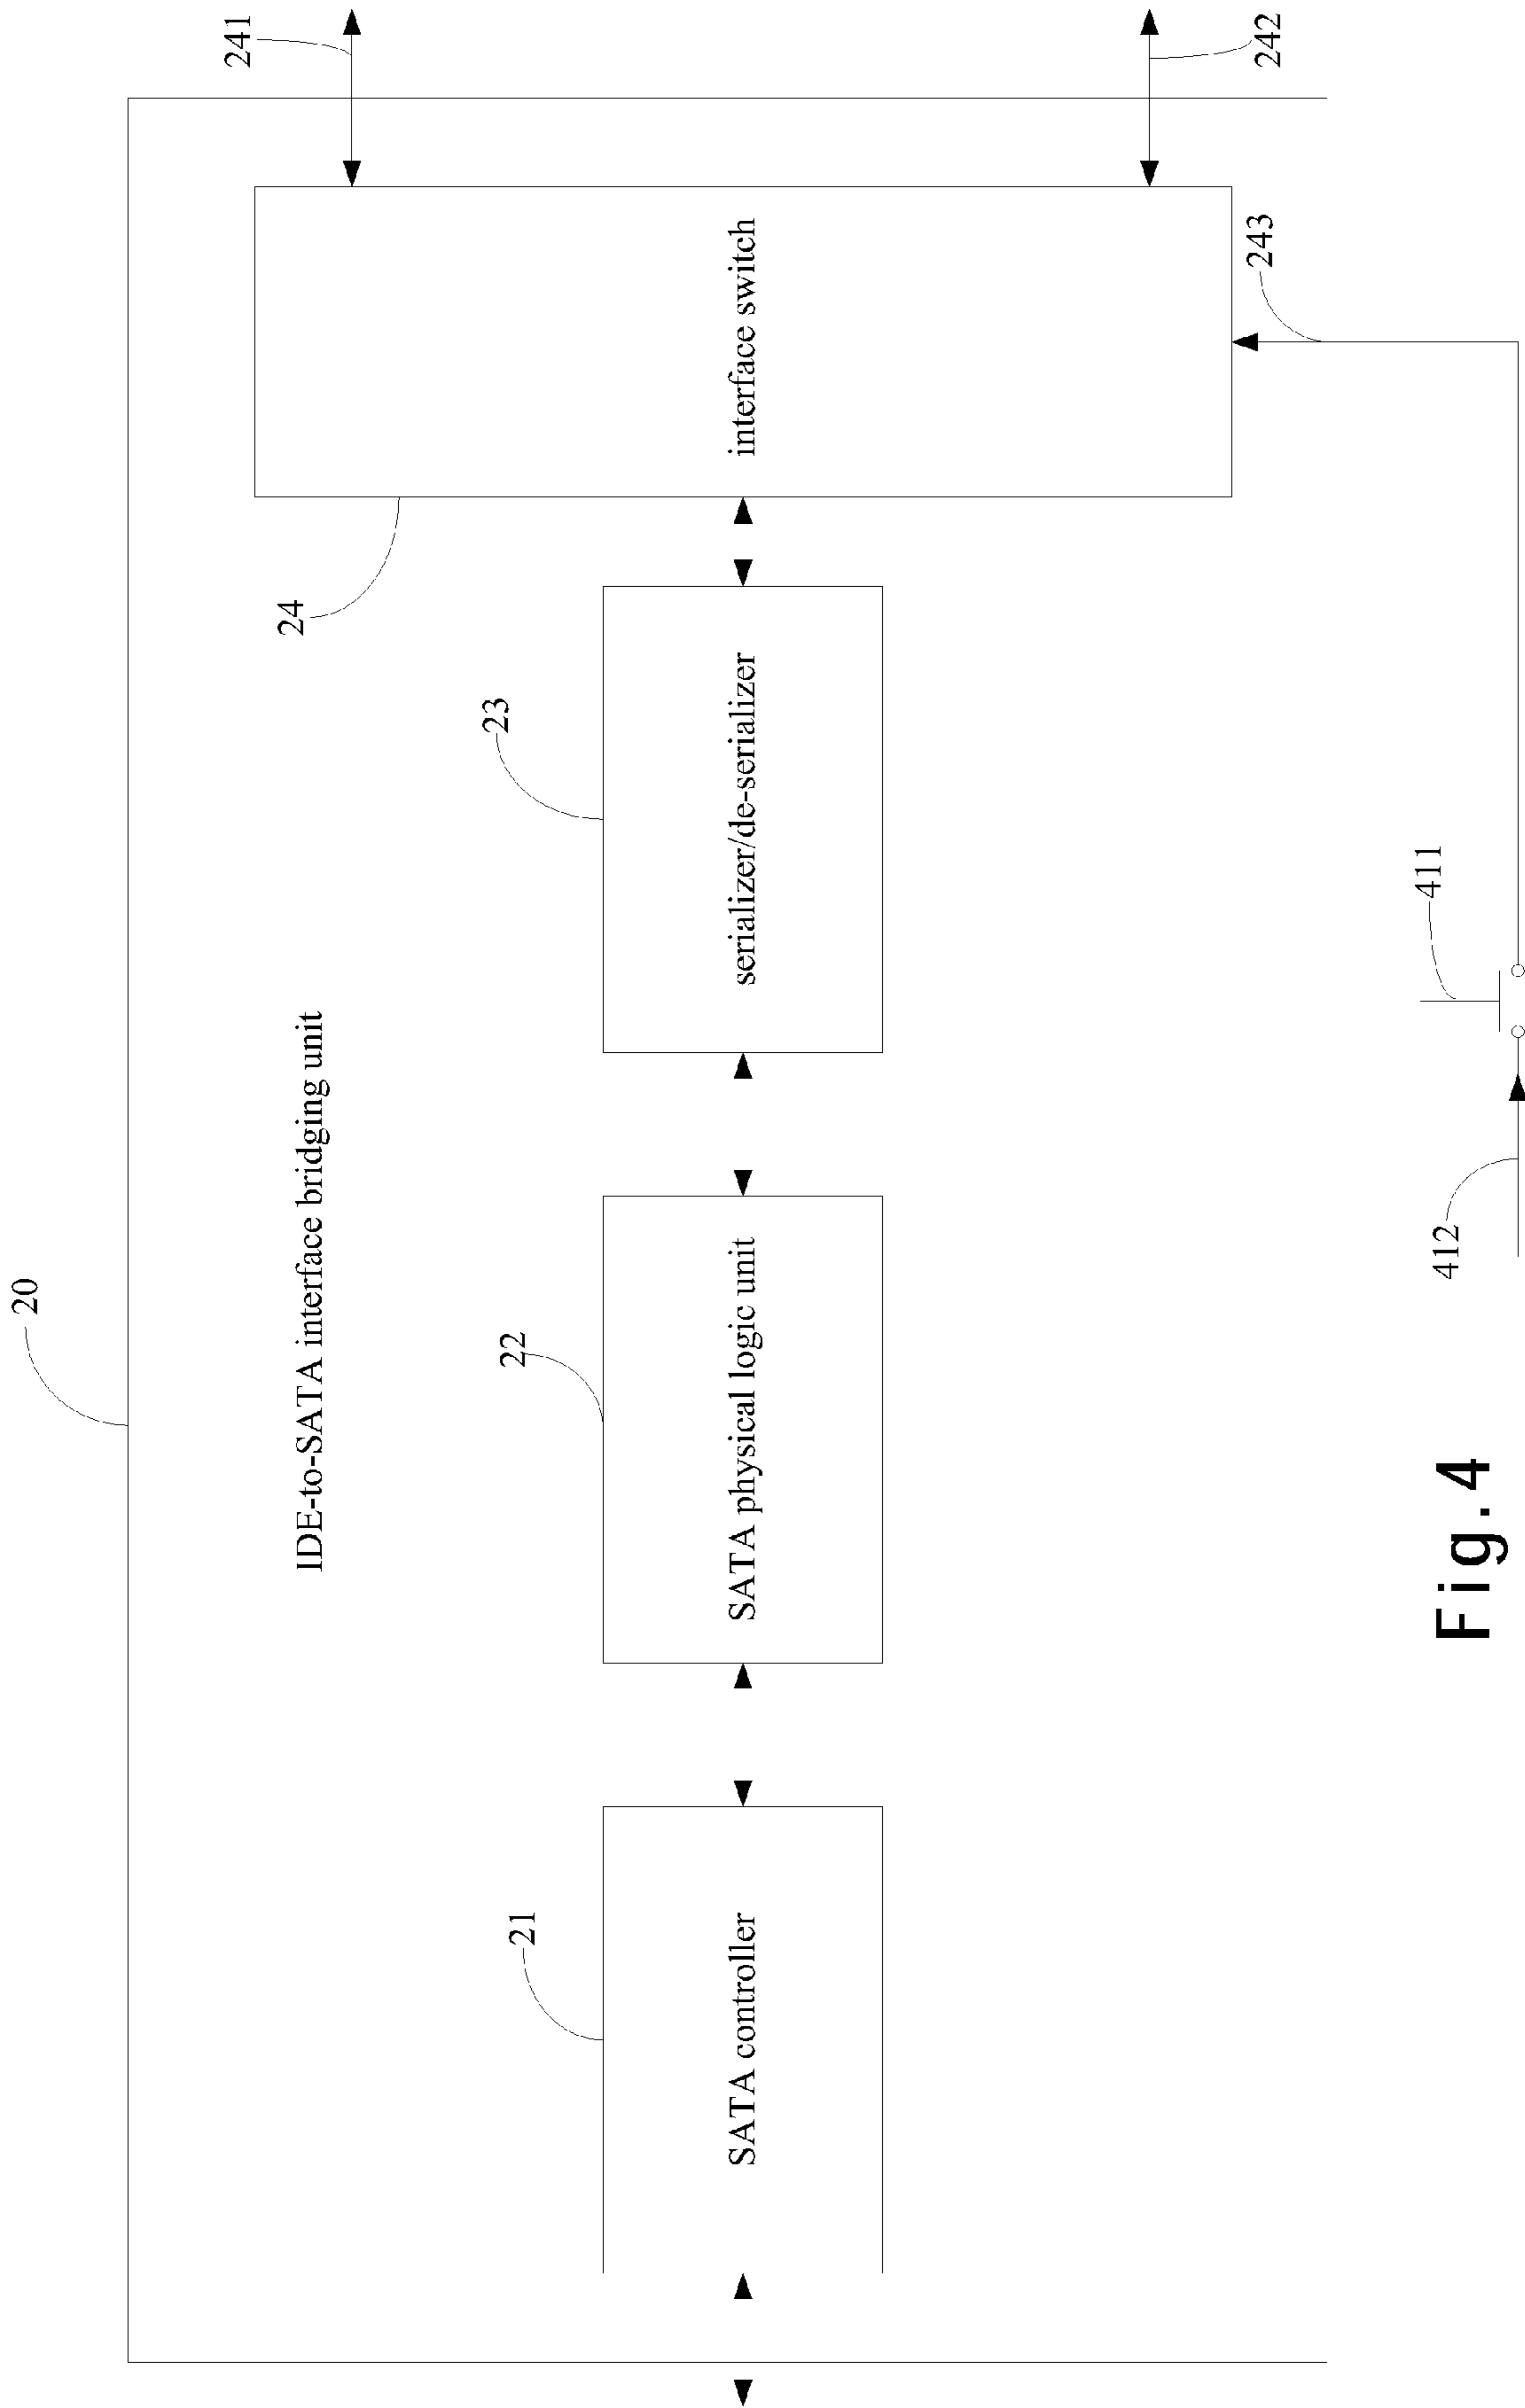 20
IDE-to-SATA interface bridging unit
21
22
23
24
241
SATA controller
SATA physical logic unit
serializer/de-serializer
interface switch
242
243
411
412
Fig.4